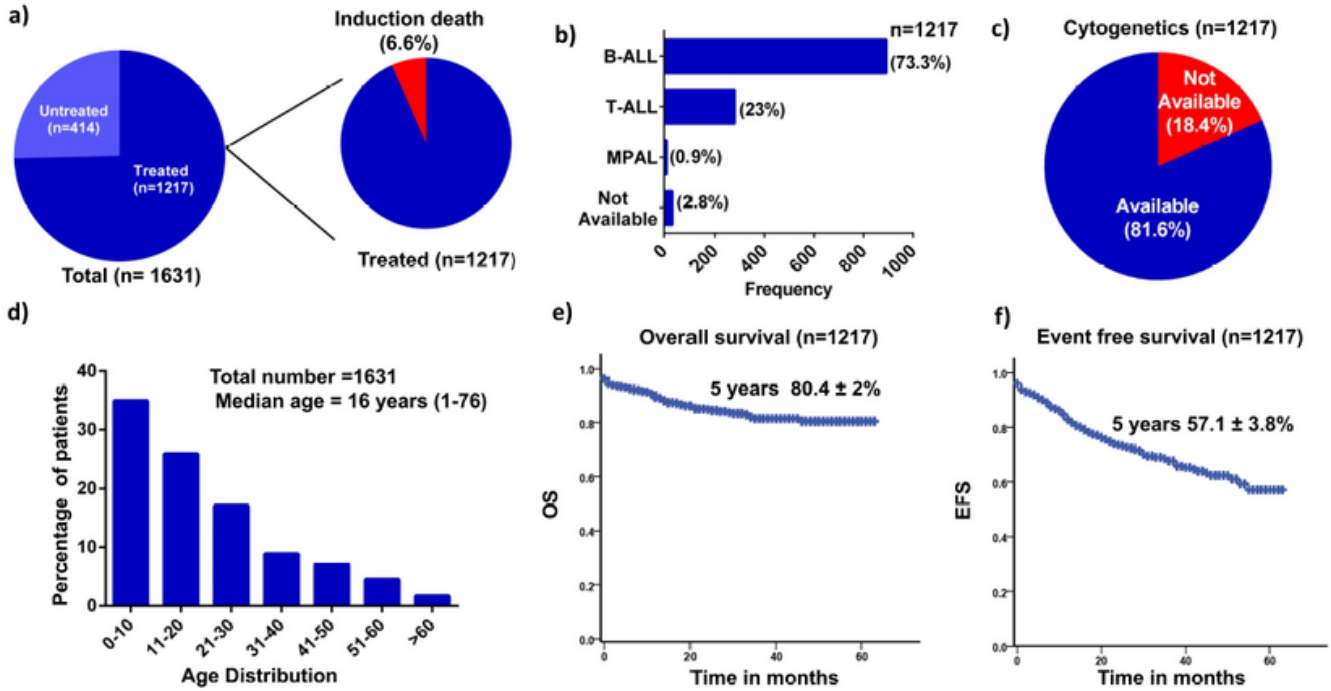 a)
Induction death
(6.6%)
Untreated
(n=414)
Treated
(n=1217)
Total (n= 1631)
Treated (n=1217)
b)
n=1217
B-ALL
(73.3%)
T-ALL
(23%)
MPAL
(0.9%)
Not
Available
(2.8%)
0
200
400
600
800
1000
Frequency
c)
Cytogenetics (n=1217)
Not
Available
(18.4%)
Available
(81.6%)
d)
Total number =1631
Median age = 16 years (1-76)
Percentage of patients
40
30
20
10
0
0-10
11-20
21-30
31-40
41-50
51-60
>60
Age Distribution
e)
Overall survival (n=1217)
5 years 80.4 ± 2%
OS
1.0
0.8
0.6
0.4
0.2
0.0
0
20
40
60
Time in months
f)
Event free survival (n=1217)
5 years 57.1 ± 3.8%
EFS
1.0
0.8
0.6
0.4
0.2
0.0
0
20
40
60
Time in months